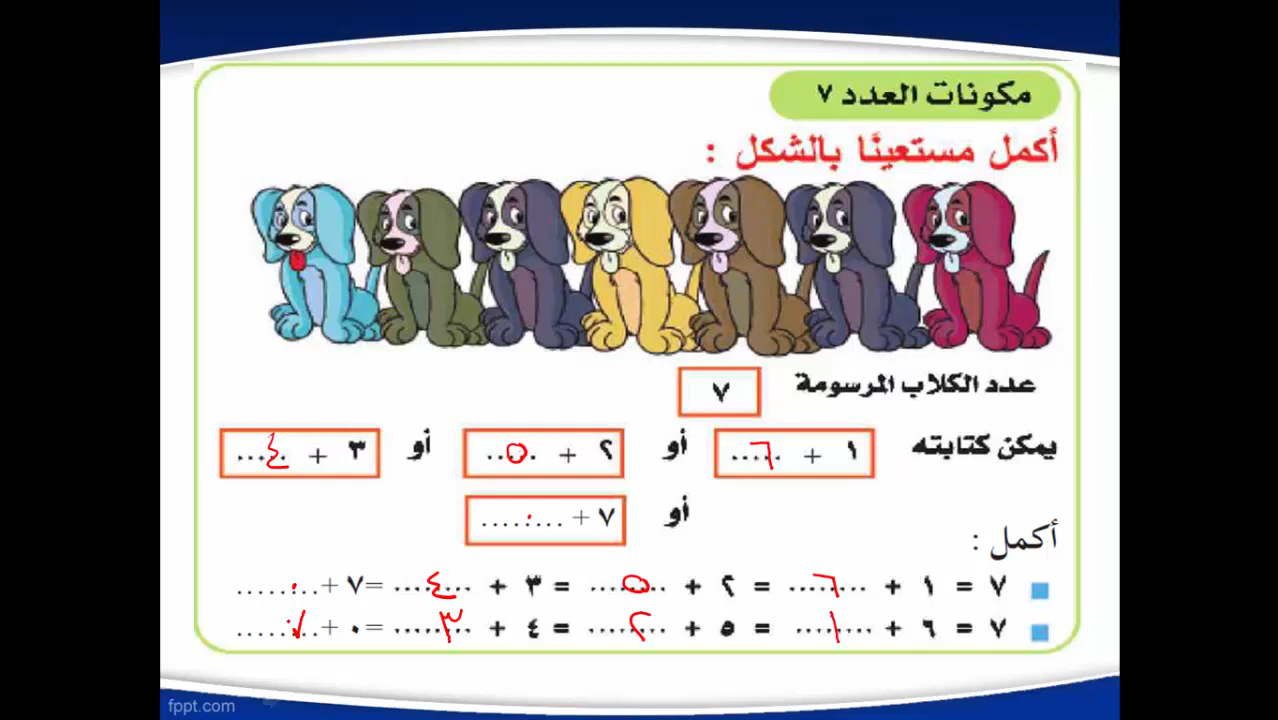 مكونات العدد ٧
أكمل مستعينًا بالشكل :
عدد الكلاب المرسومة ٧
يمكن كتابته ١ + ..٦.. أو ٢ + ..٥.. أو ٣ + ..٤..
أو ٧ + ....٠....
أكمل :
٧ = ١ + ....٦.... = ٢ + ....٥.... = ٣ + ....٤.... =٧ + ....٠....
٧ = ٦ + ....١.... = ٥ + ....٢.... = ٤ + ....٣.... =٠ + ....٧....
fppt.com